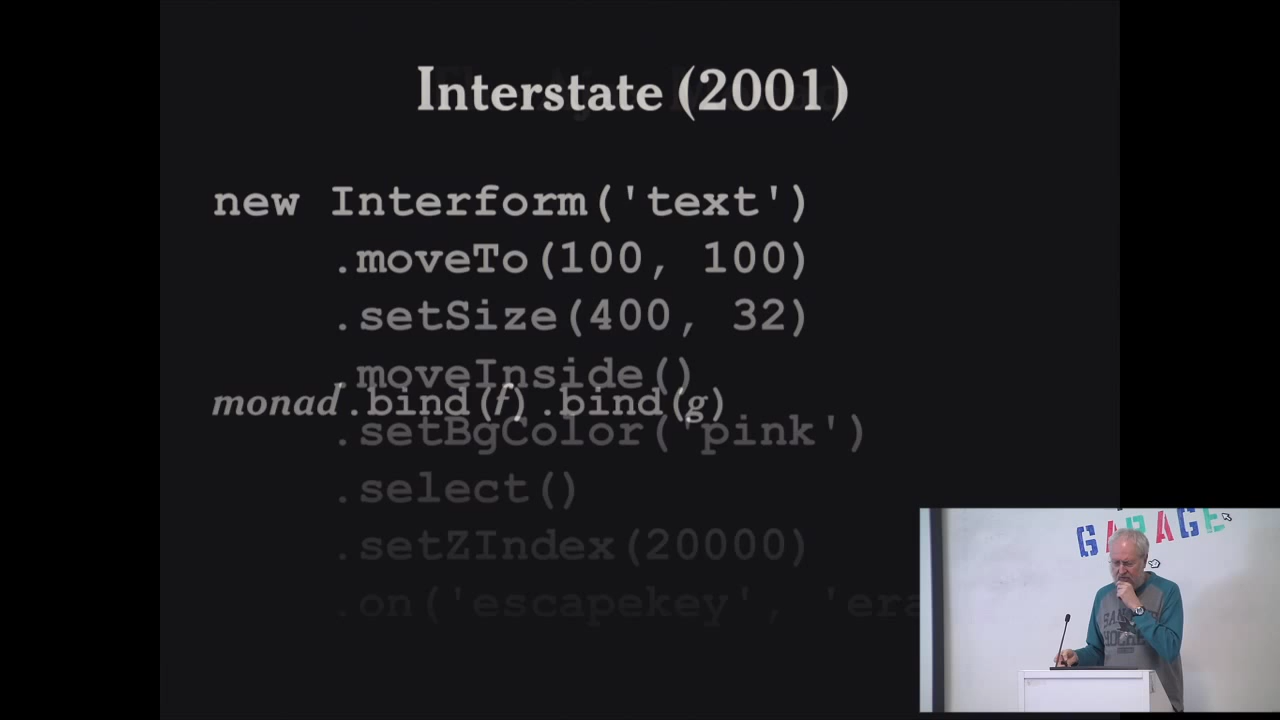 Interstate (2001)
new Interform('text')
.moveTo(100, 100)
.setSize(400, 32)
.moveInside()
monad.bind(f).bind(g)
.setBgColor('pink')
.select()
.setZIndex(20000)
.on('escapekey', 'era
GARAGE